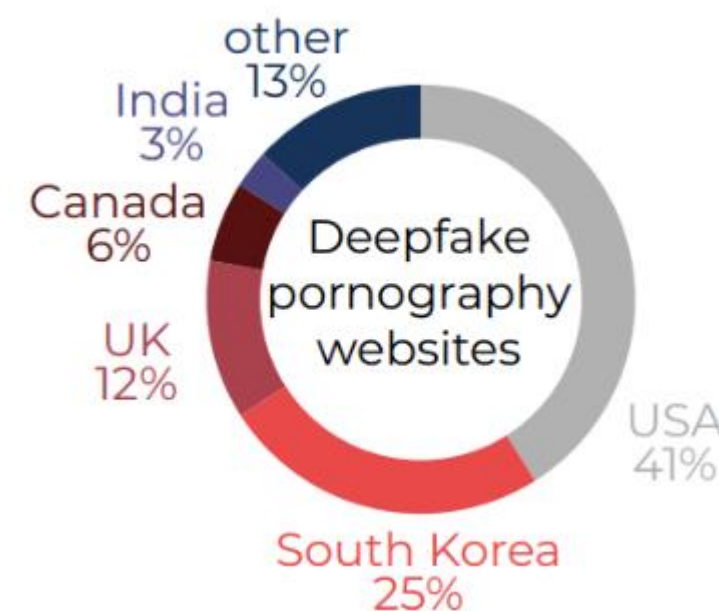 other
13%
India
3%
Canada
6%
UK
12%
Deepfake
pornography
websites
USA
41%
South Korea
25%